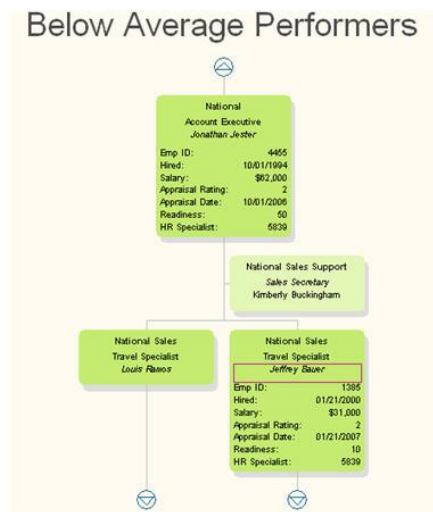 Below Average Performers
National
Account Executive
Jonathan Jester
Emp ID: 4455
Hired: 10/01/1994
Salary: $62,000
Appraisal Rating: 2
Appraisal Date: 10/01/2006
Readiness: 50
HR Specialist: 5839
National Sales Support
Sales Secretary
Kimberly Buckingham
National Sales
Travel Specialist
Louis Ramos
National Sales
Travel Specialist
Jeffrey Bauer
Emp ID: 1385
Hired: 01/21/2000
Salary: $31,000
Appraisal Rating: 2
Appraisal Date: 01/21/2007
Readiness: 10
HR Specialist: 5839